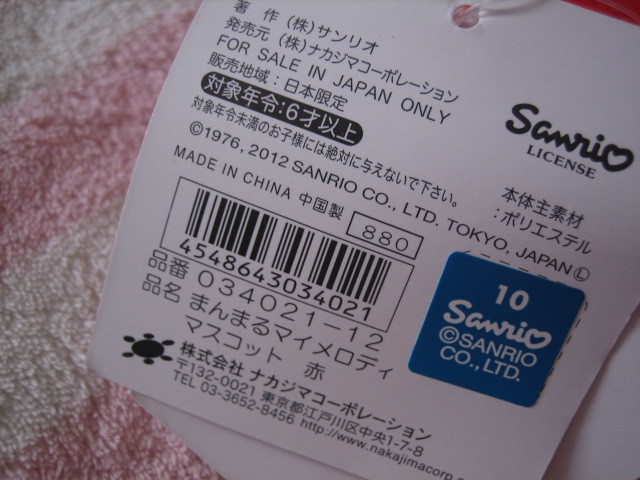 著　作 (株)サンリオ
発売元 (株)ナカジマコーポレーション
FOR SALE IN JAPAN ONLY
販売地域：日本限定
対象年令:6才以上
対象年令未満のお子様には絶対に与えないで下さい。
©1976, 2012 SANRIO CO., LTD. TOKYO, JAPAN Ⓛ
MADE IN CHINA 中国製
880
Sanrio
LICENSE
本体主素材
:ポリエステル
4548643034021
品番 034021-12
品名 まんまるマイメロディ
マスコット 赤
10
Sanrio
©SANRIO
CO., LTD.
株式会社 ナカジマコーポレーション
〒132-0021 東京都江戸川区中央1-7-8
TEL 03-3652-8456 http://www.nakajimacorp.